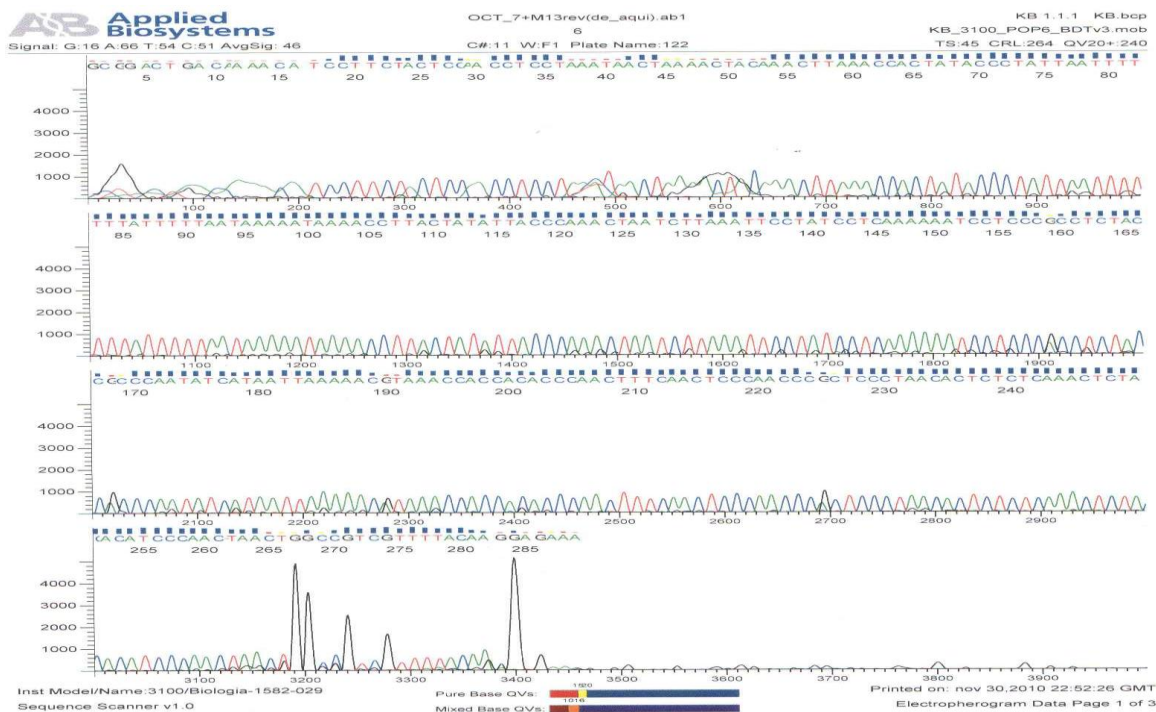 AB Applied Biosystems
OCT_7+M13rev(de_aqui).ab1
6
KB 1.1.1 KB.bcp
KB_3100_POP6_BDTv3.mob
Signal: G:16 A:66 T:54 C:51 AvgSig: 46
C#:11 W:F1 Plate Name:122
TS:45 CRL:264 QV20+:240
GCCGACTGACAAAACATCCTTTCTACTCCAACCTCCTAAATAACTAAAACTACAAACTTAAACCACTATACCCTATTAATTTT
5 10 15 20 25 30 35 40 45 50 55 60 65 70 75 80
4000
3000
2000
1000
100 200 300 400 500 600 700 800 900
TTTATTTTTAATAAAAATAAAACCTTACTATATTACCCAAACTAATCTTAAATTCCTATCCTCAAAAAATCCTCCCGCCTCTAC
85 90 95 100 105 110 115 120 125 130 135 140 145 150 155 160 165
4000
3000
2000
1000
1100 1200 1300 1400 1500 1600 1700 1800 1900
CGCCCAATATCATAATTAAAAACGTAAACCACCACACCCAACTTTCAACTCCCAACCCGCTCCCTAACACTCTCTCAAACTCTA
170 180 190 200 210 220 230 240
4000
3000
2000
1000
2100 2200 2300 2400 2500 2600 2700 2800 2900
ACATCCCAACTAACTGGCCGTCGTTTTACAAGGAGAAA
255 260 265 270 275 280 285
4000
3000
2000
1000
3100 3200 3300 3400 3500 3600 3700 3800 3900
Inst Model/Name:3100/Biologia-1582-029
Sequence Scanner v1.0
Pure Base QVs:
Mixed Base QVs:
Printed on: nov 30,2010 22:52:26 GMT
Electropherogram Data Page 1 of 3